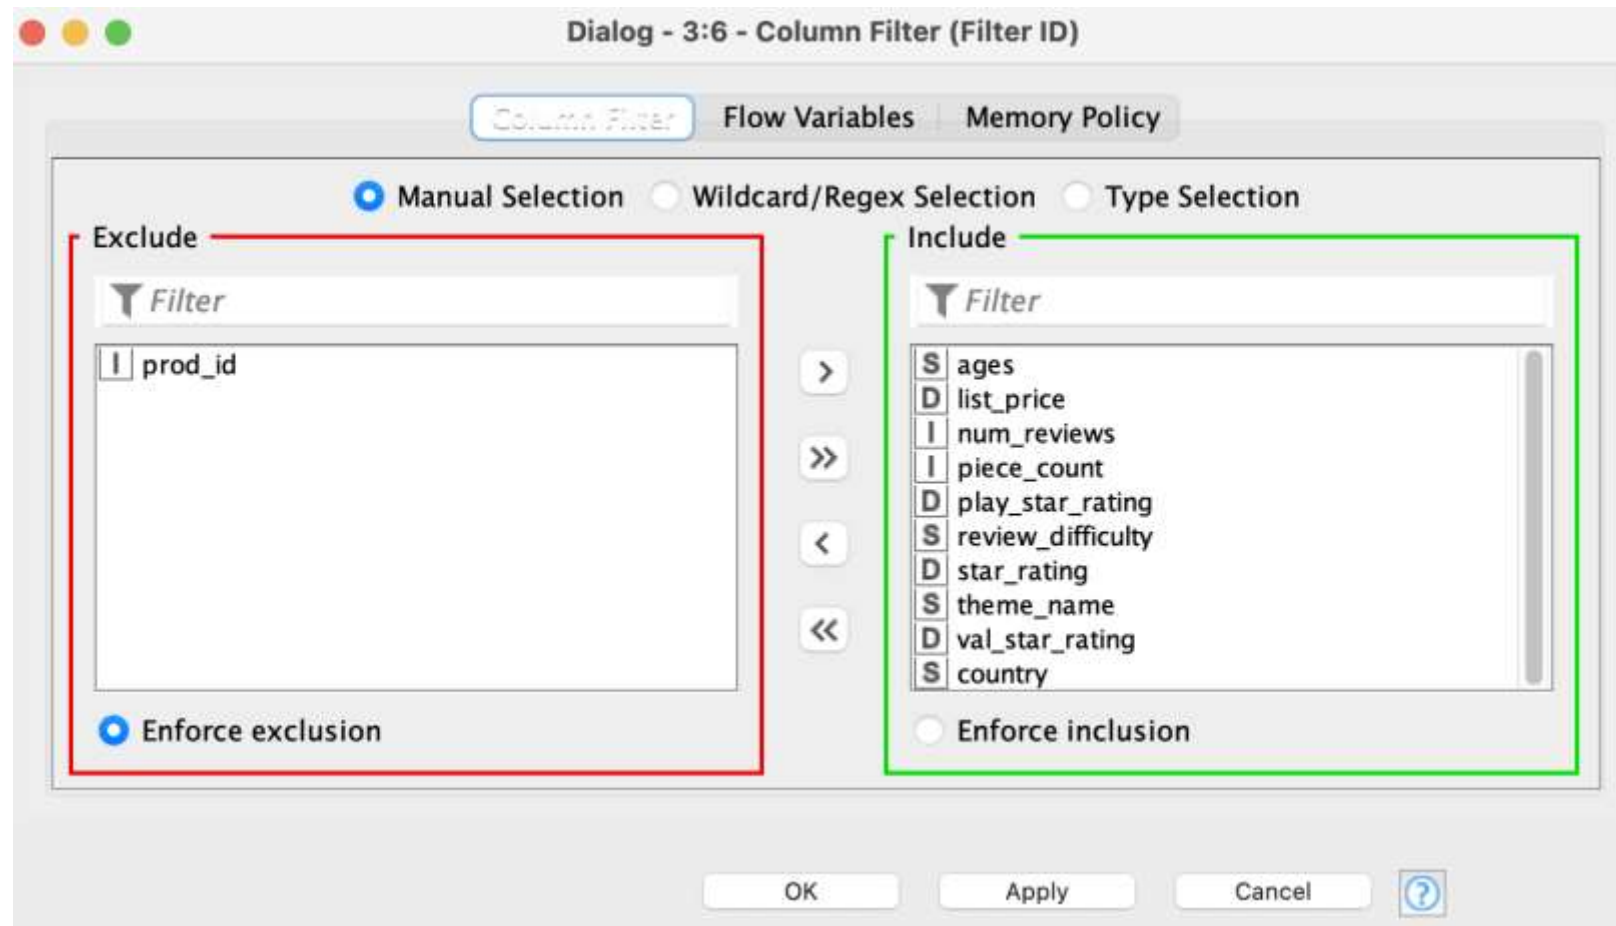 Dialog - 3:6 - Column Filter (Filter ID)
Column Filter Flow Variables Memory Policy
Manual Selection Wildcard/Regex Selection Type Selection
Exclude
Filter
I prod_id
Enforce exclusion
>
>>
<
<<
Include
Filter
S ages
D list_price
I num_reviews
I piece_count
D play_star_rating
S review_difficulty
D star_rating
S theme_name
D val_star_rating
S country
Enforce inclusion
OK Apply Cancel ?